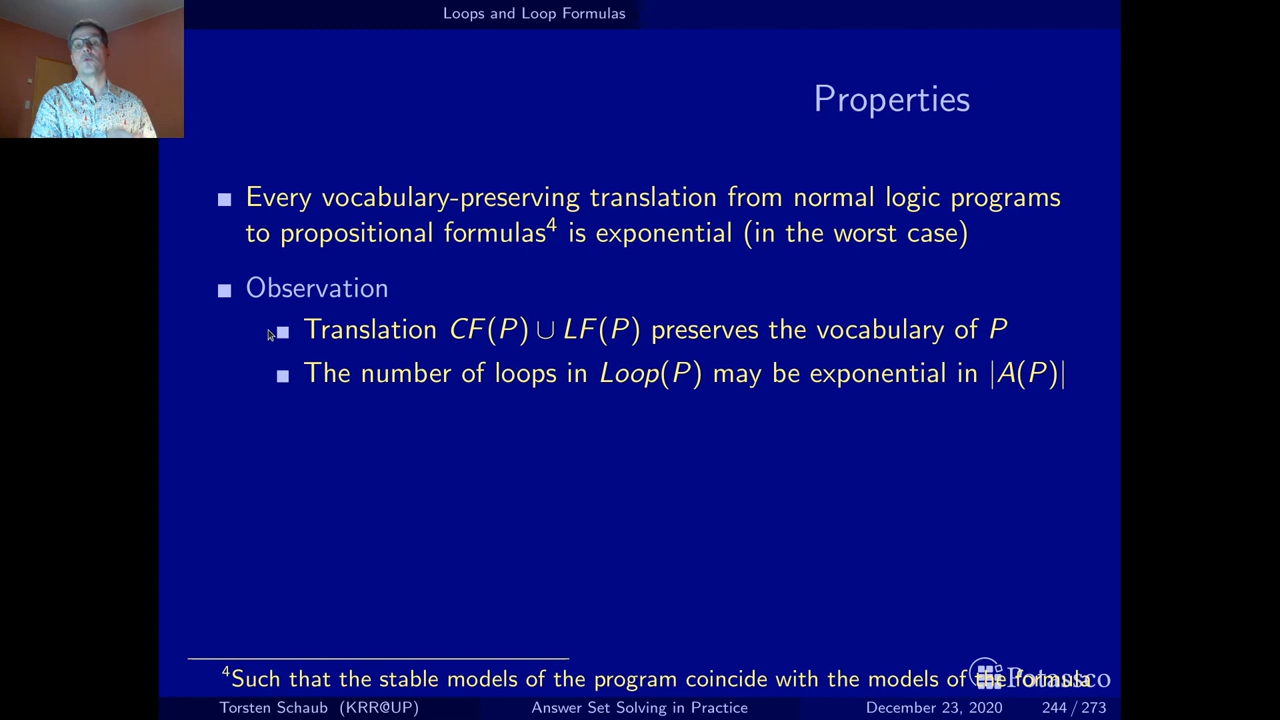 Loops and Loop Formulas
Properties
Every vocabulary-preserving translation from normal logic programs
to propositional formulas⁴ is exponential (in the worst case)
Observation
Translation CF(P) ∪ LF(P) preserves the vocabulary of P
The number of loops in Loop(P) may be exponential in |A(P)|
⁴Such that the stable models of the program coincide with the models of the formula
Potassco
Torsten Schaub (KRR@UP) Answer Set Solving in Practice December 23, 2020 244 / 273